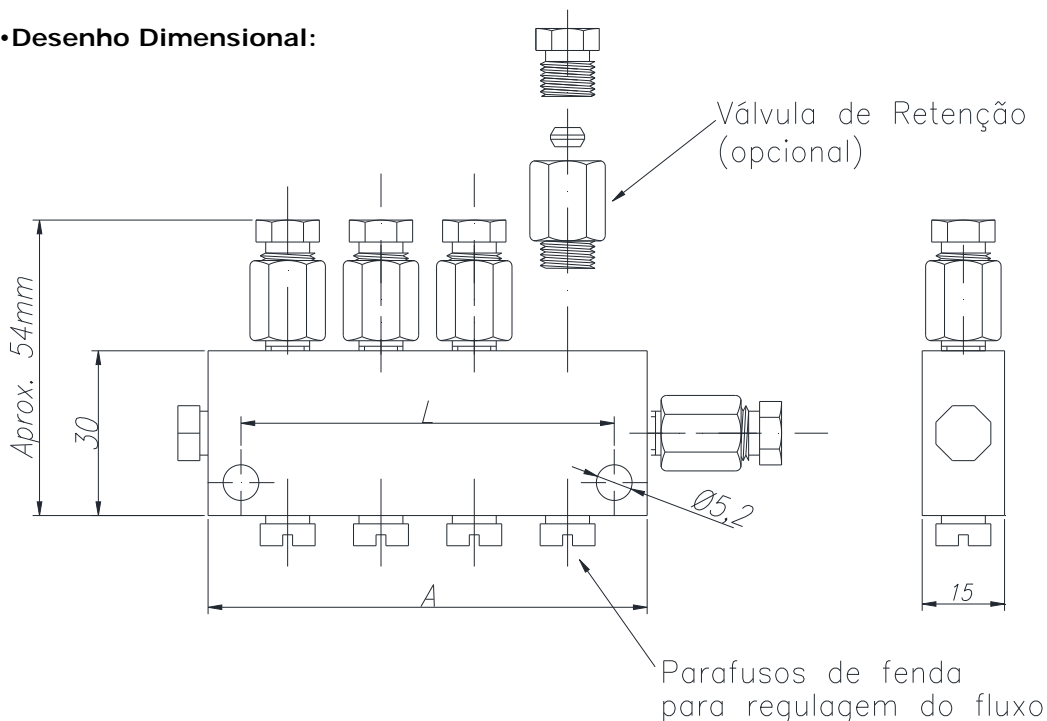 •Desenho Dimensional:
Válvula de Retenção
(opcional)
Aprox. 54mm
30
L
Ø5,2
A
15
Parafusos de fenda
para regulagem do fluxo